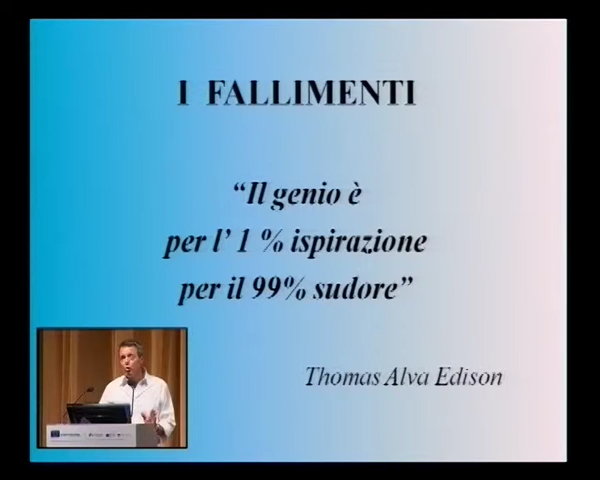 I FALLIMENTI
“Il genio è
per l’ 1 % ispirazione
per il 99% sudore”
Thomas Alva Edison